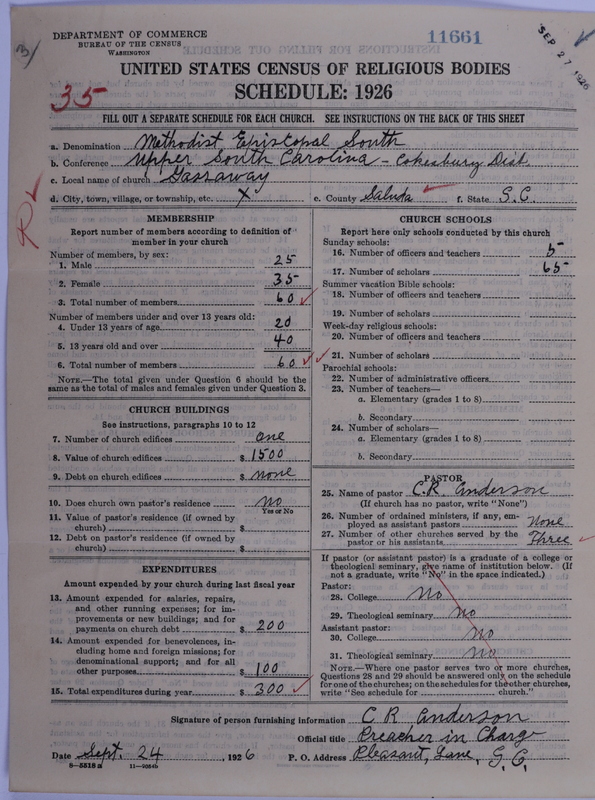 DEPARTMENT OF COMMERCE
BUREAU OF THE CENSUS
WASHINGTON
11661
SEP 27 1926
UNITED STATES CENSUS OF RELIGIOUS BODIES
35
SCHEDULE: 1926
FILL OUT A SEPARATE SCHEDULE FOR EACH CHURCH. SEE INSTRUCTIONS ON THE BACK OF THIS SHEET
a. Denomination Methodist Episcopal South
b. Conference Upper South Carolina - Cokesbury Dist
c. Local name of church Gassaway
d. City, town, village, or township, etc. X e. County Saluda f. State S.C.
R
MEMBERSHIP
Report number of members according to definition of
member in your church
Number of members, by sex:
1. Male 25
2. Female 35
3. Total number of members 60
Number of members under and over 13 years old:
4. Under 13 years of age 20
5. 13 years old and over 40
6. Total number of members 60
NOTE.—The total given under Question 6 should be the
same as the total of males and females given under Question 3.
CHURCH BUILDINGS
See instructions, paragraphs 10 to 12
7. Number of church edifices one
8. Value of church edifices $ 1500
9. Debt on church edifices $ none
10. Does church own pastor's residence no
Yes or No
11. Value of pastor's residence (if owned by
church) $
12. Debt on pastor's residence (if owned by
church) $
EXPENDITURES
Amount expended by your church during last fiscal year
13. Amount expended for salaries, repairs,
and other running expenses; for im-
provements or new buildings; and for
payments on church debt $ 200
14. Amount expended for benevolences, in-
cluding home and foreign missions; for
denominational support; and for all
other purposes $ 100
15. Total expenditures during year $ 300
CHURCH SCHOOLS
Report here only schools conducted by this church
Sunday schools:
16. Number of officers and teachers 5
17. Number of scholars 65
Summer vacation Bible schools:
18. Number of officers and teachers
19. Number of scholars
Week-day religious schools:
20. Number of officers and teachers
21. Number of scholars
Parochial schools:
22. Number of administrative officers
23. Number of teachers—
a. Elementary (grades 1 to 8)
b. Secondary
24. Number of scholars—
a. Elementary (grades 1 to 8)
b. Secondary
PASTOR
25. Name of pastor C.R. Anderson
(If church has no pastor, write "None")
26. Number of ordained ministers, if any, em-
ployed as assistant pastors None
27. Number of other churches served by the
pastor or his assistants Three
If pastor (or assistant pastor) is a graduate of a college or
theological seminary, give name of institution below. (If
not a graduate, write "No" in the space indicated.)
Pastor:
28. College No
29. Theological seminary No
Assistant pastor:
30. College No
31. Theological seminary No
NOTE.—Where one pastor serves two or more churches,
Questions 28 and 29 should be answered only on the schedule
for one of the churches; on the schedules for the other churches,
write "See schedule for church."
Signature of person furnishing information C R Anderson
Official title Preacher in Charge
Date Sept. 24 1926 P. O. Address Pleasant, Lane, S.C.
8—5518 a 11—9254b